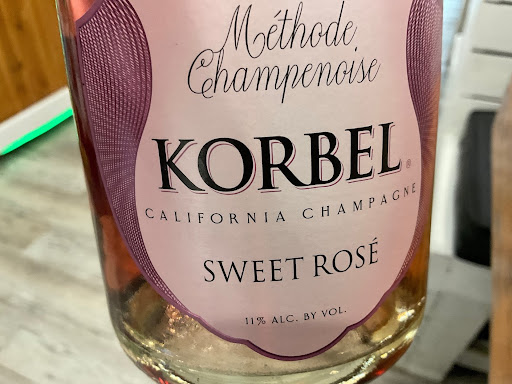 Méthode
Champenoise
KORBEL®
CALIFORNIA CHAMPAGNE
SWEET ROSÉ
11% ALC. BY VOL.